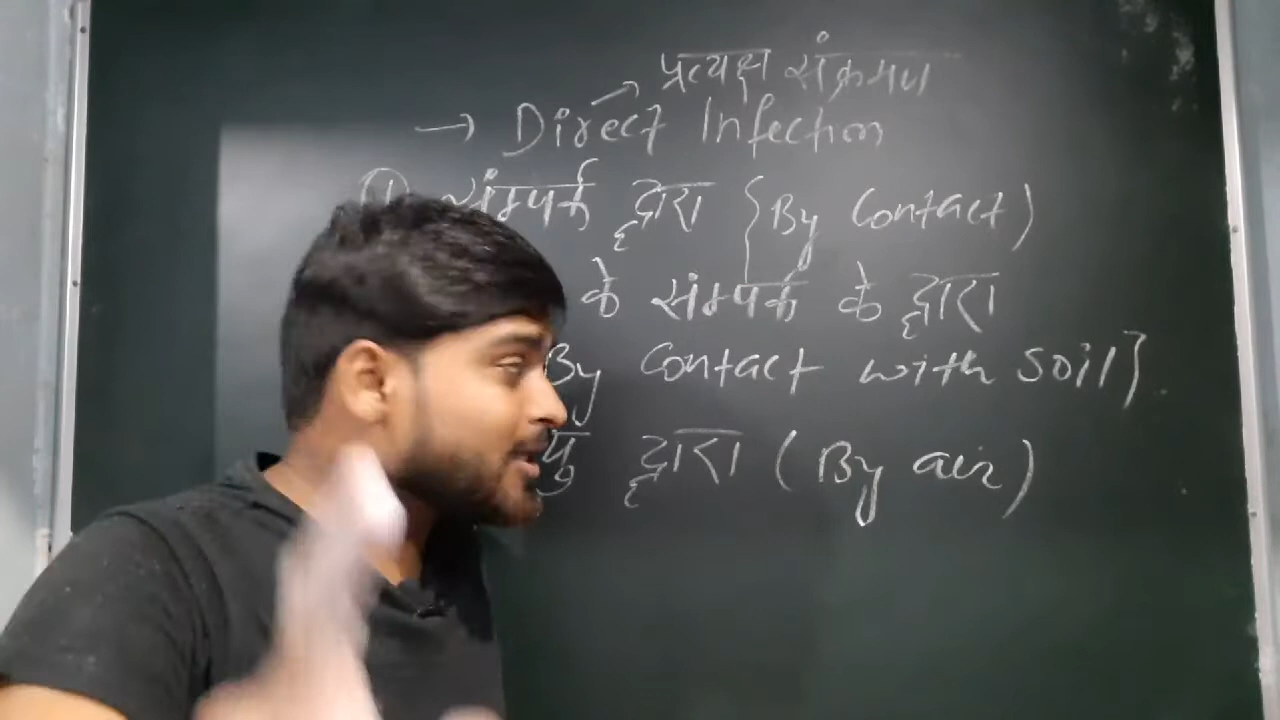 प्रत्यक्ष संक्रमण
→ Direct Infection
① संम्पर्क द्वारा {By Contact)
के संम्पर्क के द्वारा
By Contact with soil}
द्वारा (By air)